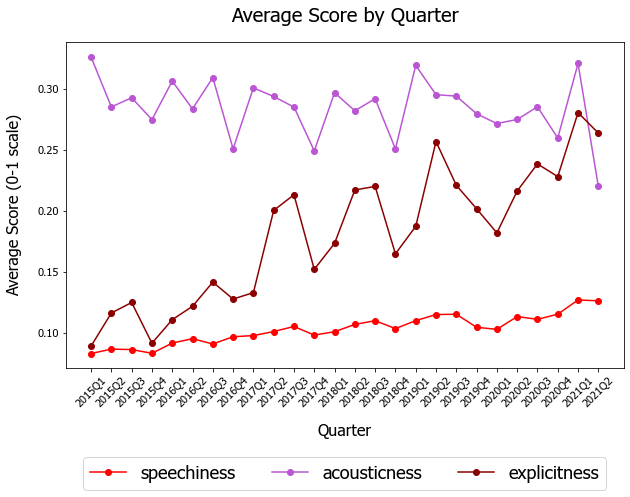 Average Score by Quarter
Average Score (0-1 scale)
0.30
0.25
0.20
0.15
0.10
2015Q1
2015Q2
2015Q3
2015Q4
2016Q1
2016Q2
2016Q3
2016Q4
2017Q1
2017Q2
2017Q3
2017Q4
2018Q1
2018Q2
2018Q3
2018Q4
2019Q1
2019Q2
2019Q3
2019Q4
2020Q1
2020Q2
2020Q3
2020Q4
2021Q1
2021Q2
Quarter
speechiness acousticness explicitness